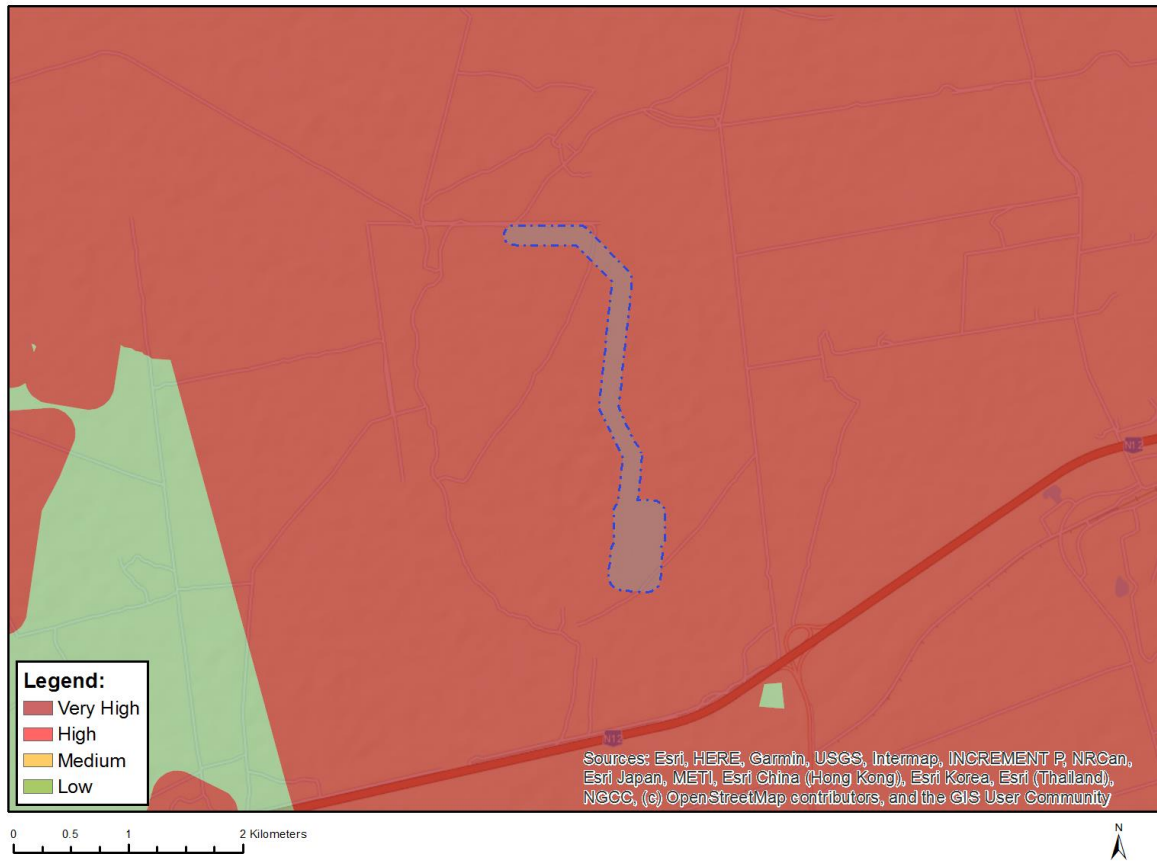 N12
N12
Legend:
Very High
High
Medium
Low
Sources: Esri, HERE, Garmin, USGS, Intermap, INCREMENT P, NRCan,
Esri Japan, METI, Esri China (Hong Kong), Esri Korea, Esri (Thailand),
NGCC, (c) OpenStreetMap contributors, and the GIS User Community
0 0.5 1 2 Kilometers
N